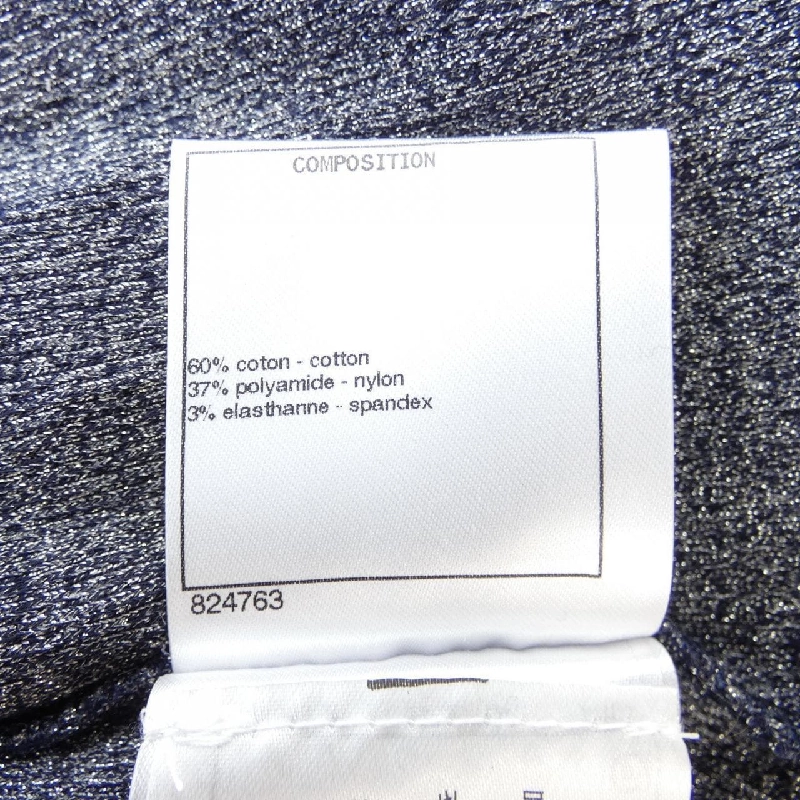 COMPOSITION
60% coton - cotton
37% polyamide - nylon
3% elasthanne - spandex
824763